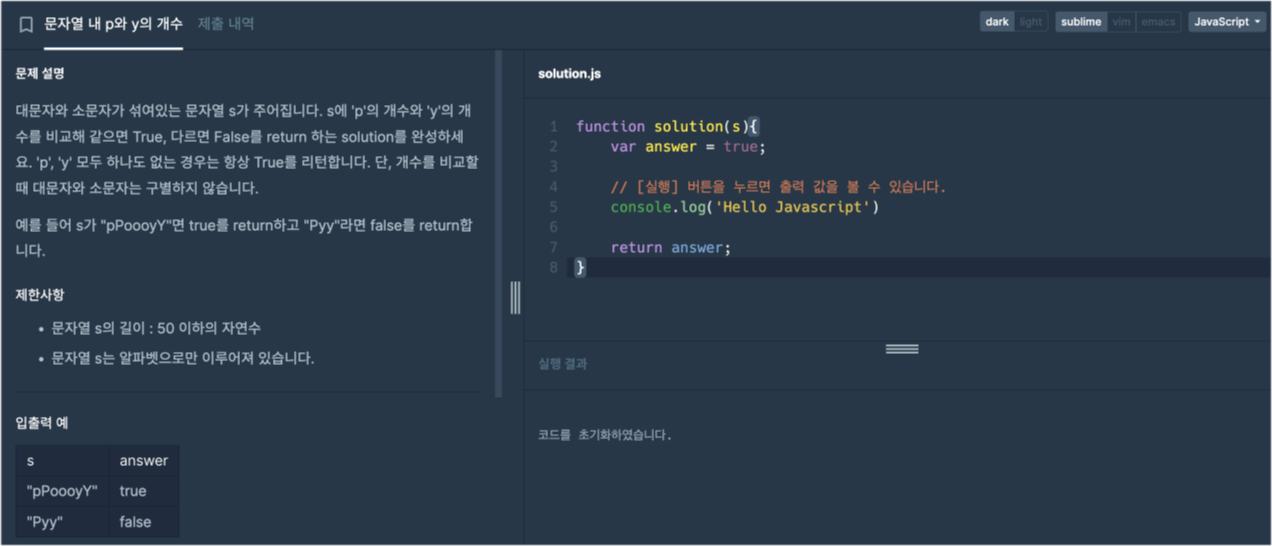 문자열 내 p와 y의 개수 제출 내역
dark light sublime vim emacs JavaScript
문제 설명
대문자와 소문자가 섞여있는 문자열 s가 주어집니다. s에 'p'의 개수와 'y'의 개
수를 비교해 같으면 True, 다르면 False를 return 하는 solution를 완성하세
요. 'p', 'y' 모두 하나도 없는 경우는 항상 True를 리턴합니다. 단, 개수를 비교할
때 대문자와 소문자는 구별하지 않습니다.
예를 들어 s가 "pPoooyY"면 true를 return하고 "Pyy"라면 false를 return합
니다.
제한사항
• 문자열 s의 길이 : 50 이하의 자연수
• 문자열 s는 알파벳으로만 이루어져 있습니다.
입출력 예
s answer
"pPoooyY" true
"Pyy" false
solution.js
1 function solution(s){
2 var answer = true;
3
4 // [실행] 버튼을 누르면 출력 값을 볼 수 있습니다.
5 console.log('Hello Javascript')
6
7 return answer;
8 }
실행 결과
코드를 초기화하였습니다.